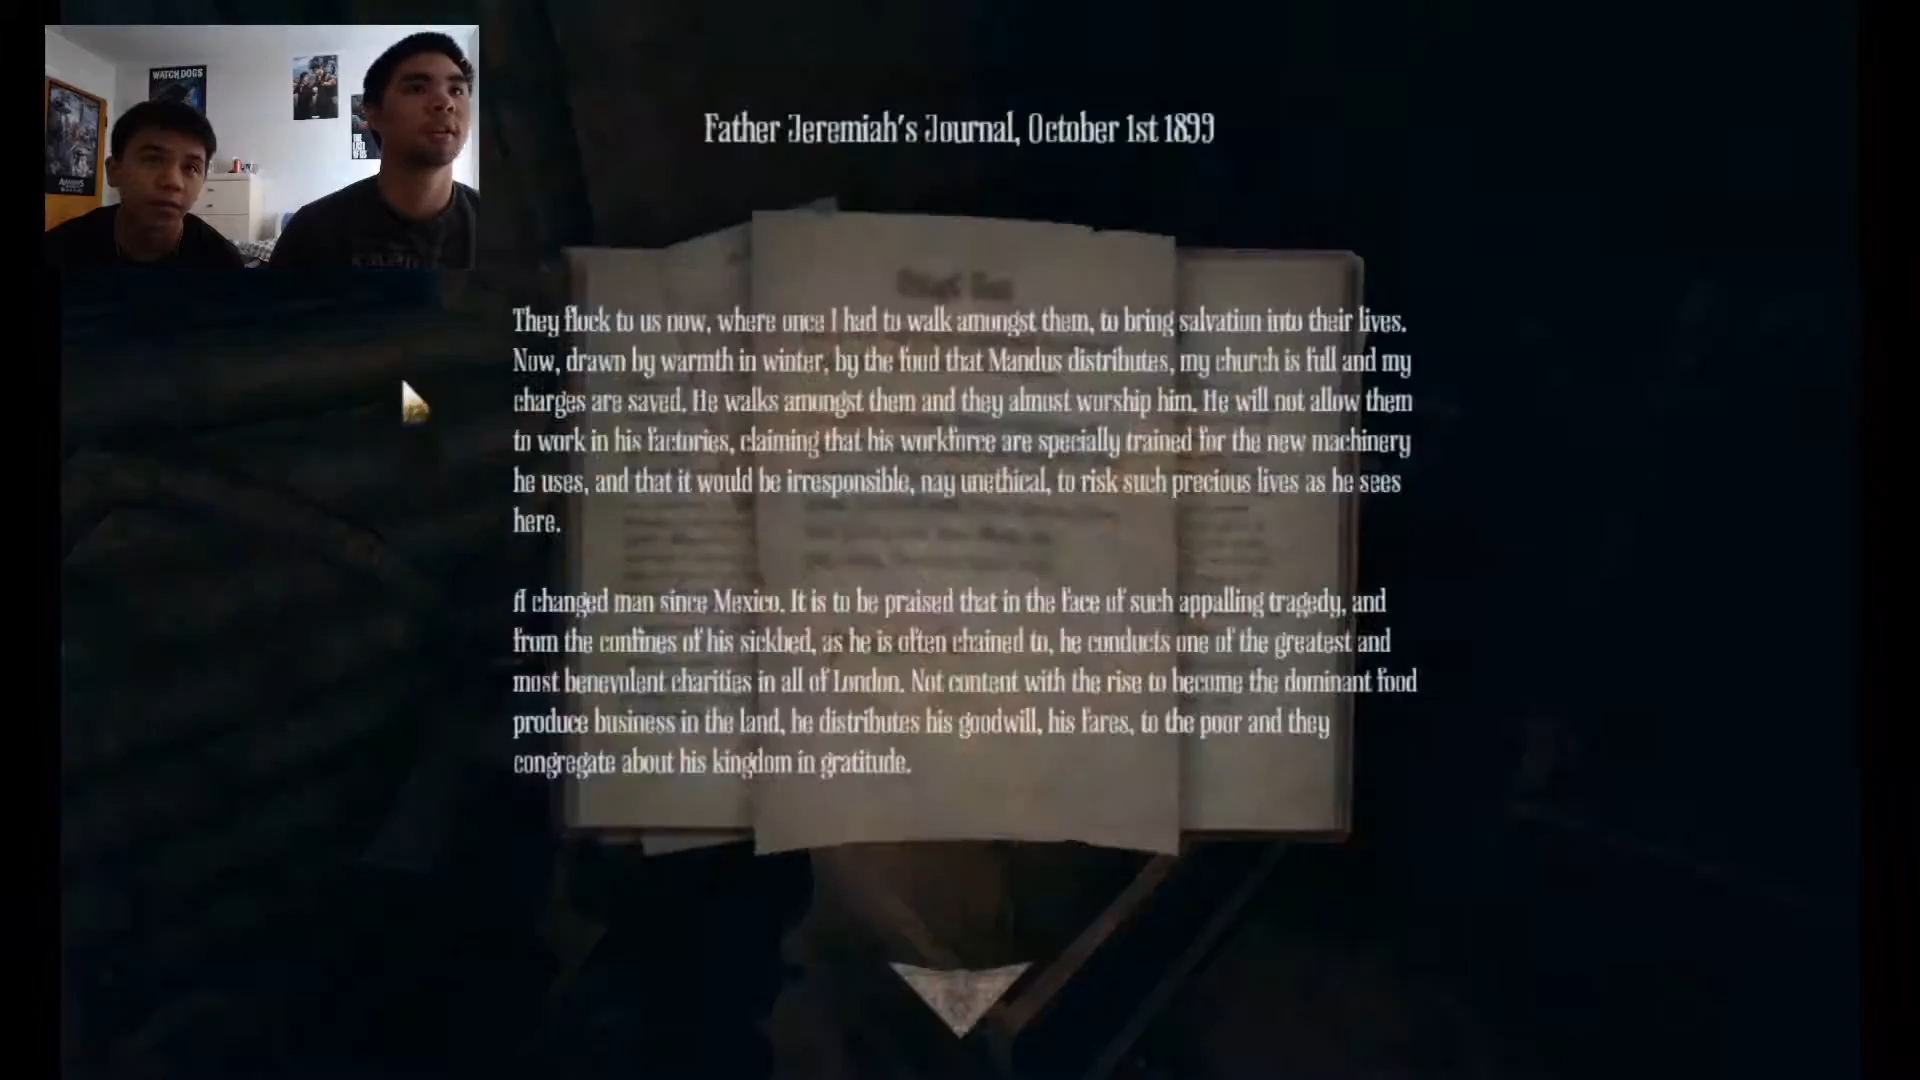 WATCH DOGS
THE
LAST
OF US
Father Jeremiah's Journal, October 1st 1899
They flock to us now, where once I had to walk amongst them, to bring salvation into their lives.
Now, drawn by warmth in winter, by the food that Mandus distributes, my church is full and my
charges are saved. He walks amongst them and they almost worship him. He will not allow them
to work in his factories, claiming that his workforce are specially trained for the new machinery
he uses, and that it would be irresponsible, nay unethical, to risk such precious lives as he sees
here.
A changed man since Mexico. It is to be praised that in the face of such appalling tragedy, and
from the confines of his sickbed, as he is often chained to, he conducts one of the greatest and
most benevolent charities in all of London. Not content with the rise to become the dominant food
produce business in the land, he distributes his goodwill, his fares, to the poor and they
congregate about his kingdom in gratitude.